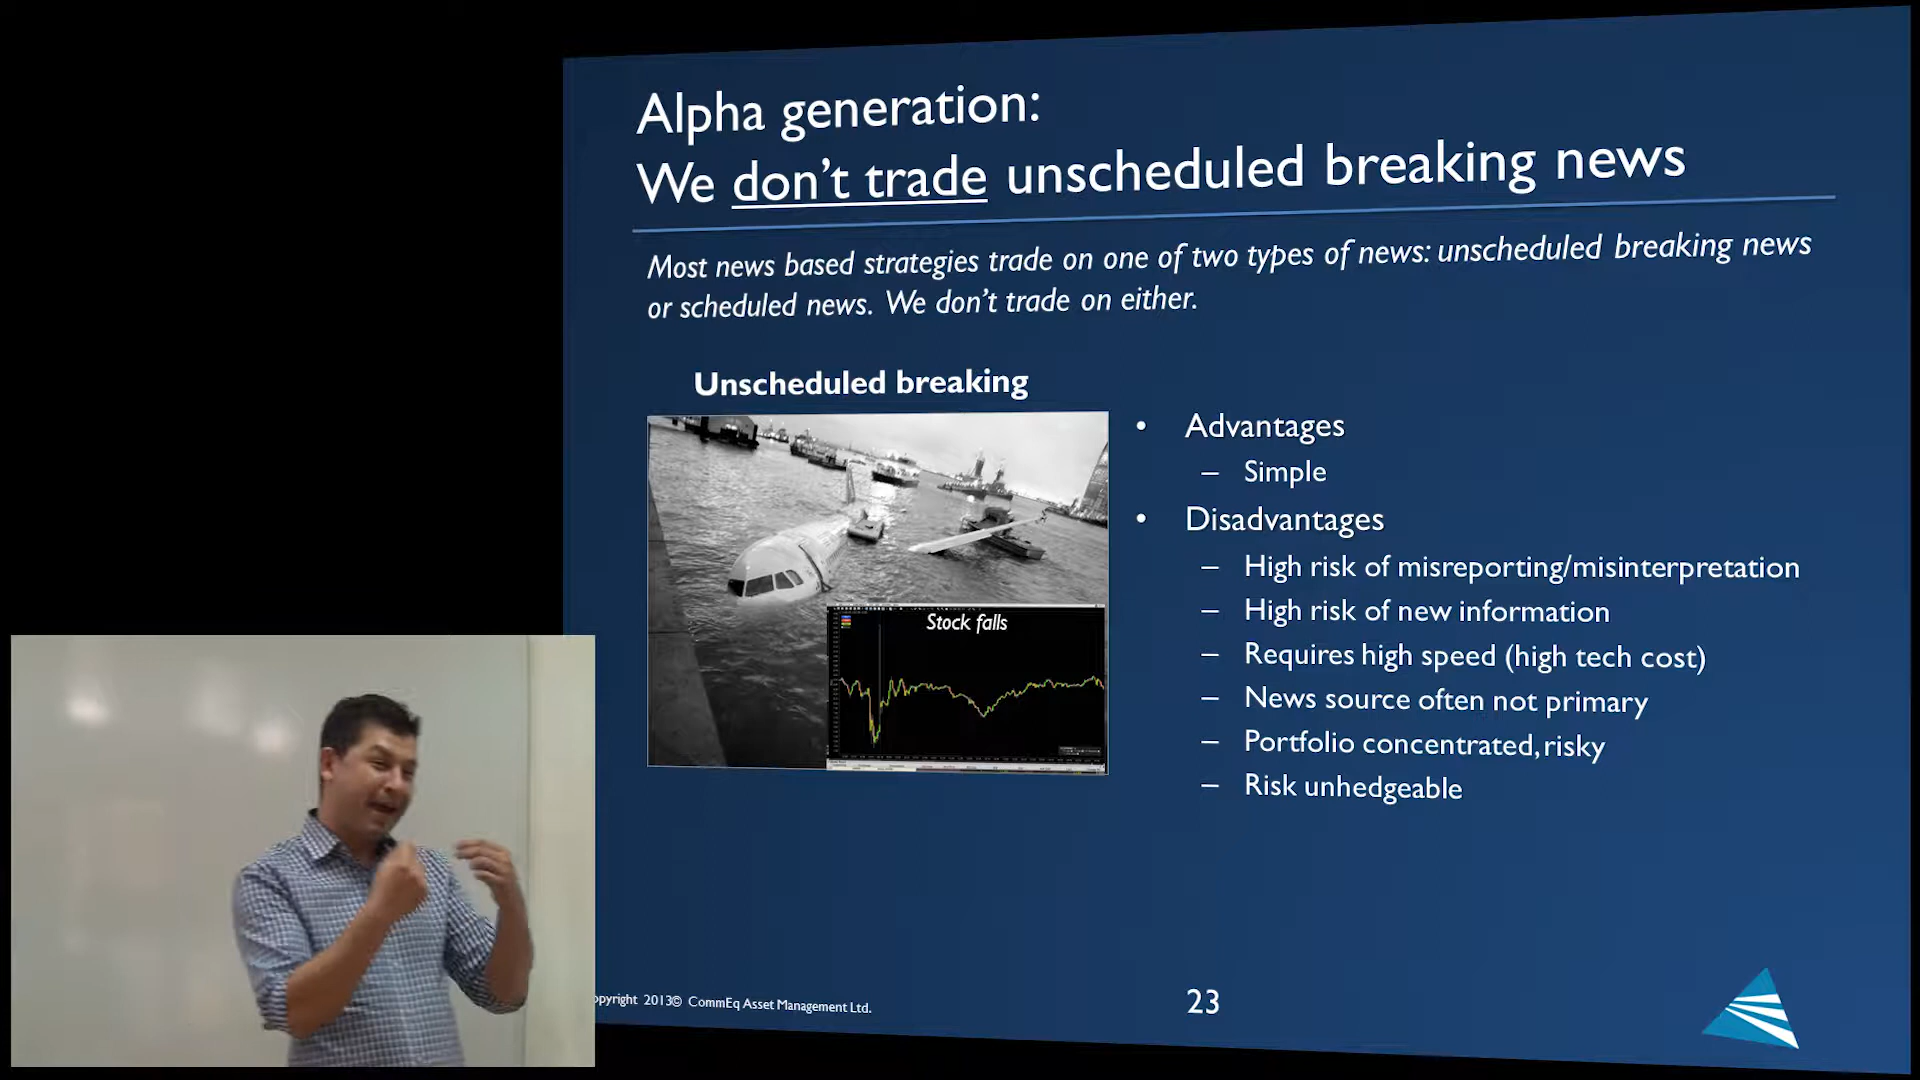 Alpha generation:
We don't trade unscheduled breaking news
Most news based strategies trade on one of two types of news: unscheduled breaking news
or scheduled news. We don't trade on either.
Unscheduled breaking
Stock falls
• Advantages
– Simple
• Disadvantages
– High risk of misreporting/misinterpretation
– High risk of new information
– Requires high speed (high tech cost)
– News source often not primary
– Portfolio concentrated, risky
– Risk unhedgeable
opyright 2013© CommEq Asset Management Ltd.
23